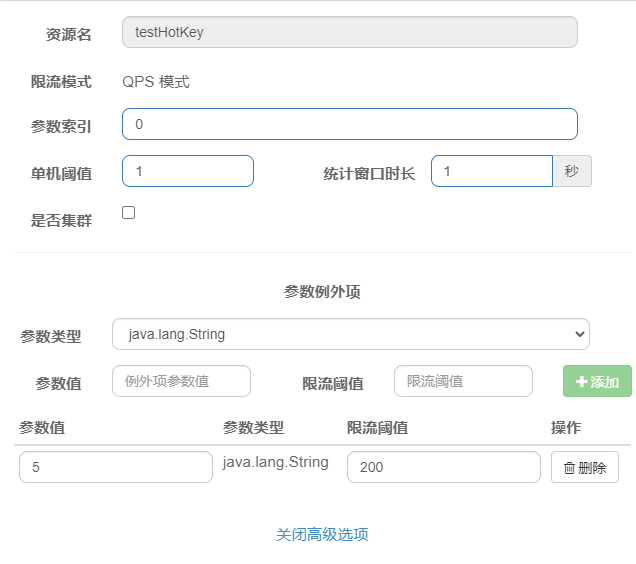 资源名 testHotKey
限流模式 QPS 模式
参数索引 0
单机阈值 1 统计窗口时长 1 秒
是否集群
参数例外项
参数类型 java.lang.String
参数值 例外项参数值 限流阈值 限流阈值 添加
参数值 参数类型 限流阈值 操作
5 java.lang.String 200 删除
关闭高级选项